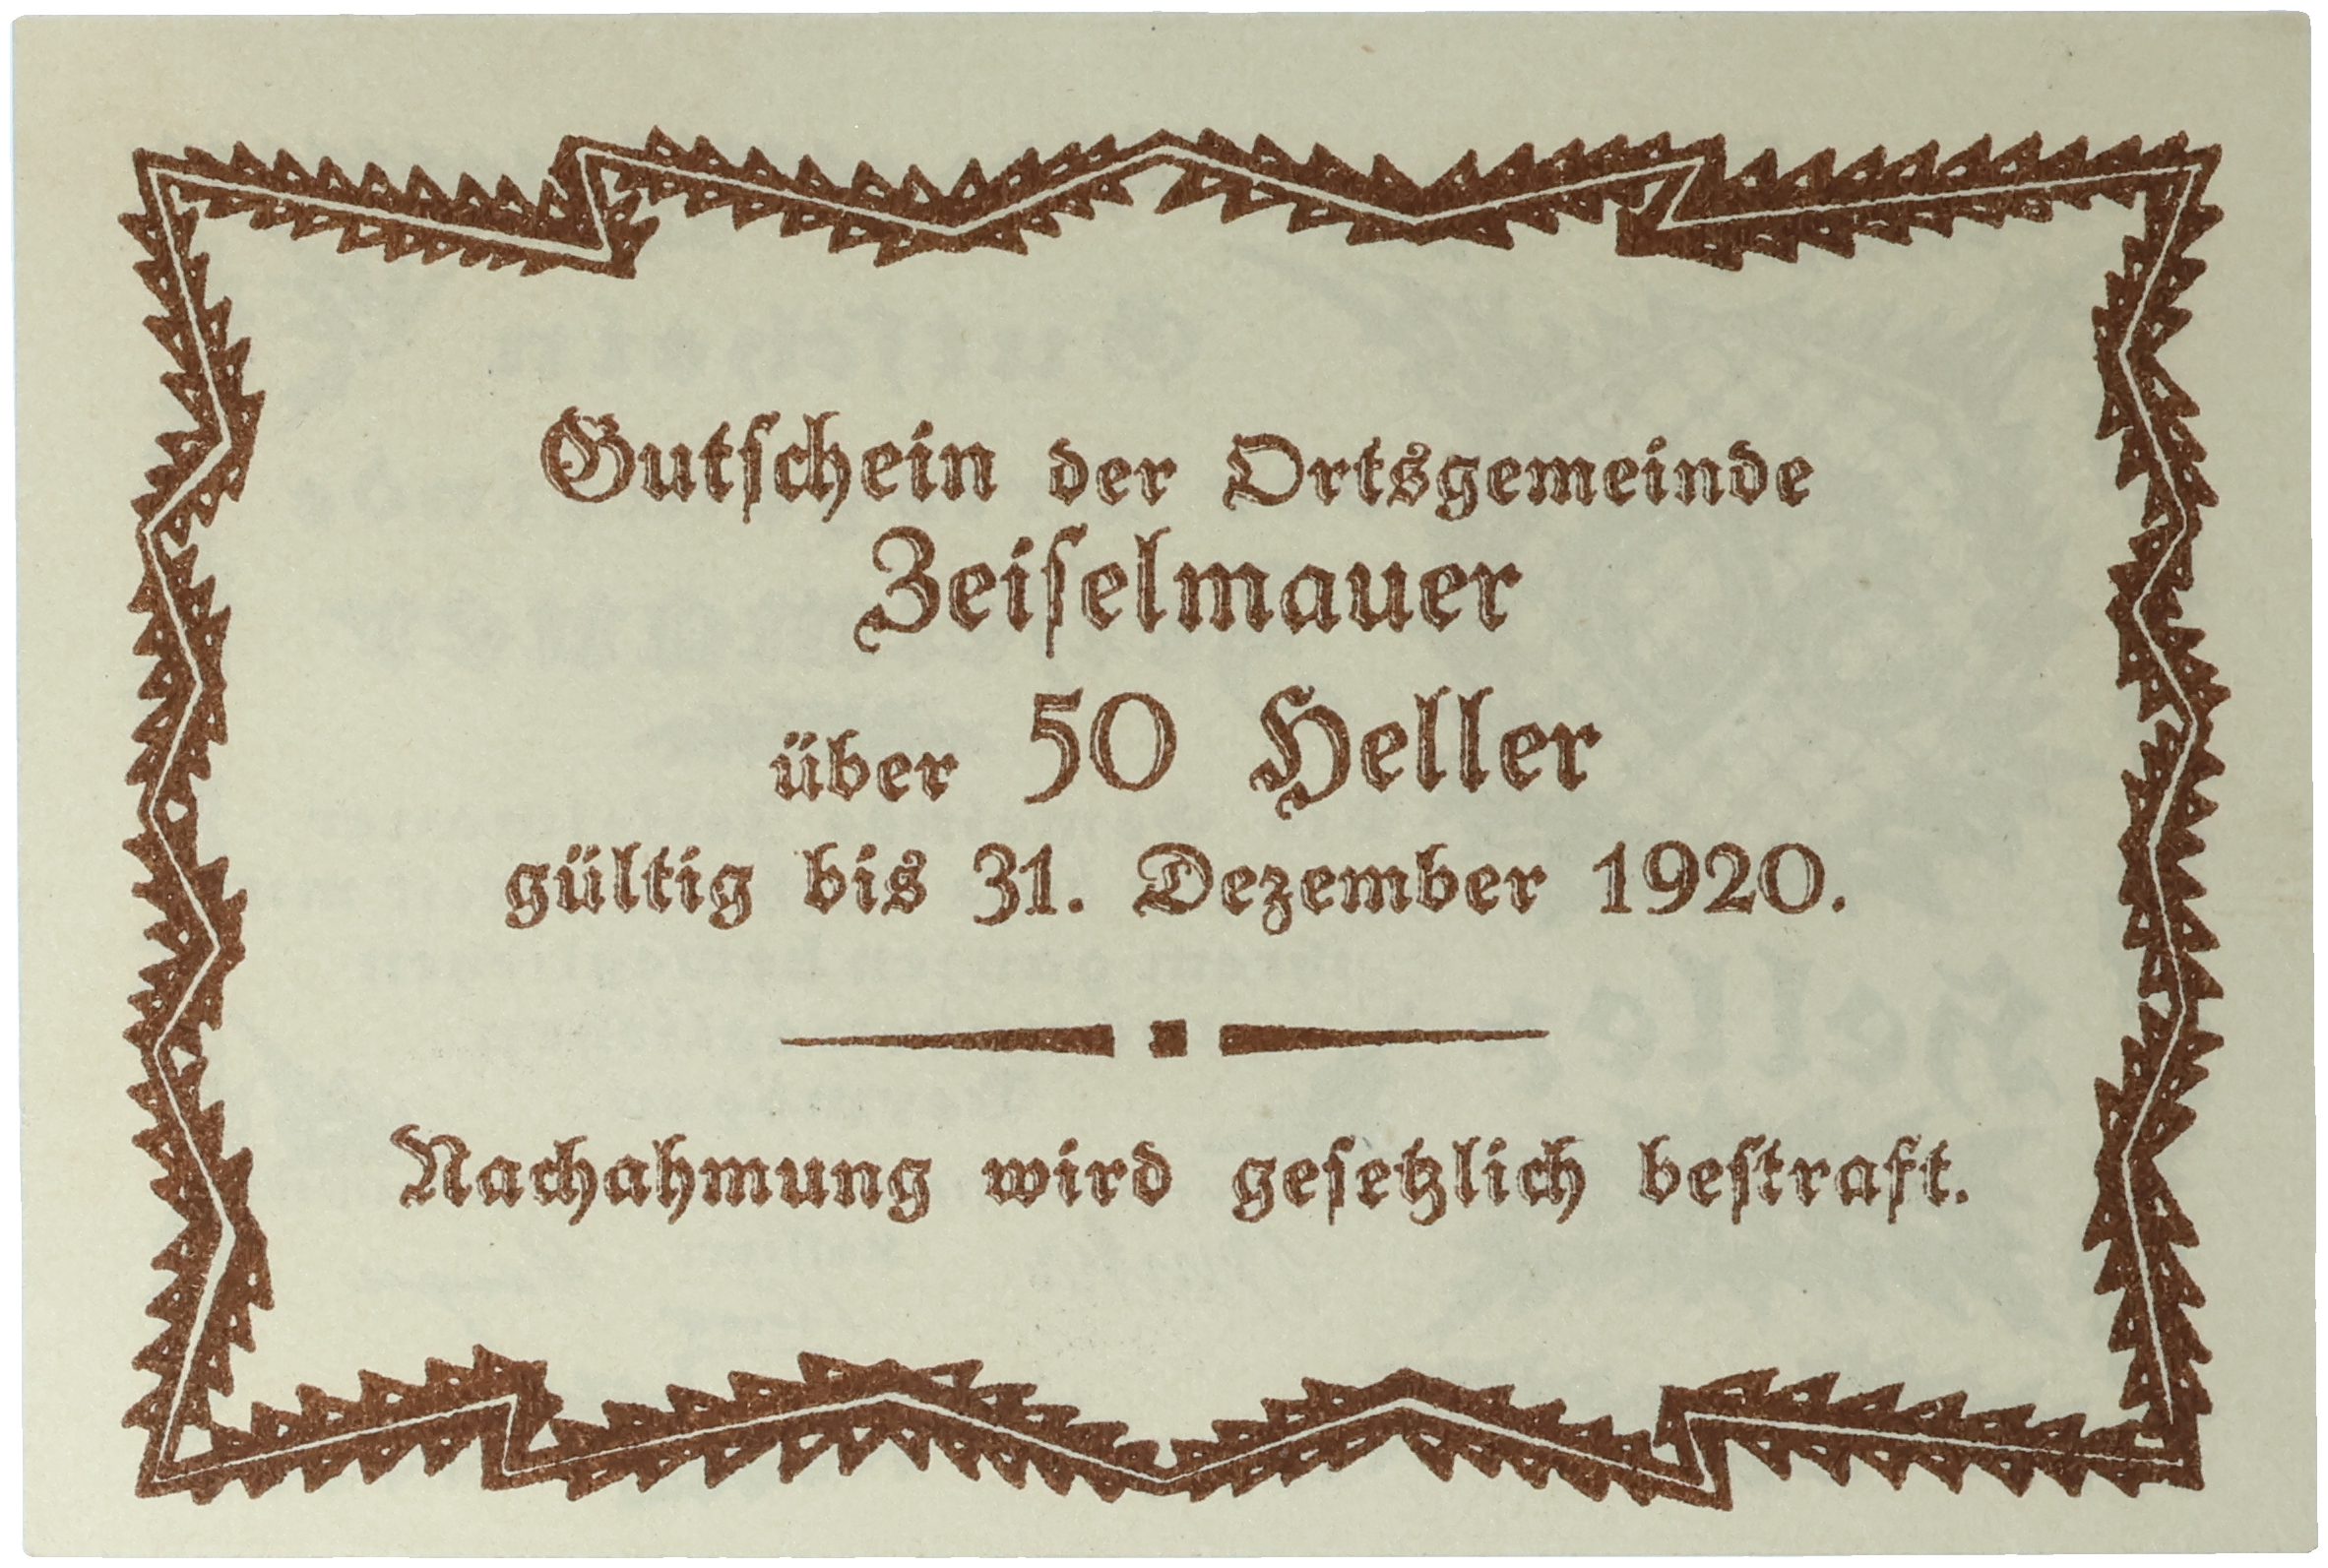 Gutschein der Ortsgemeinde
Zeiselmauer
über 50 Heller
gültig bis 31. Dezember 1920.
Nachahmung wird gesetzlich bestraft.